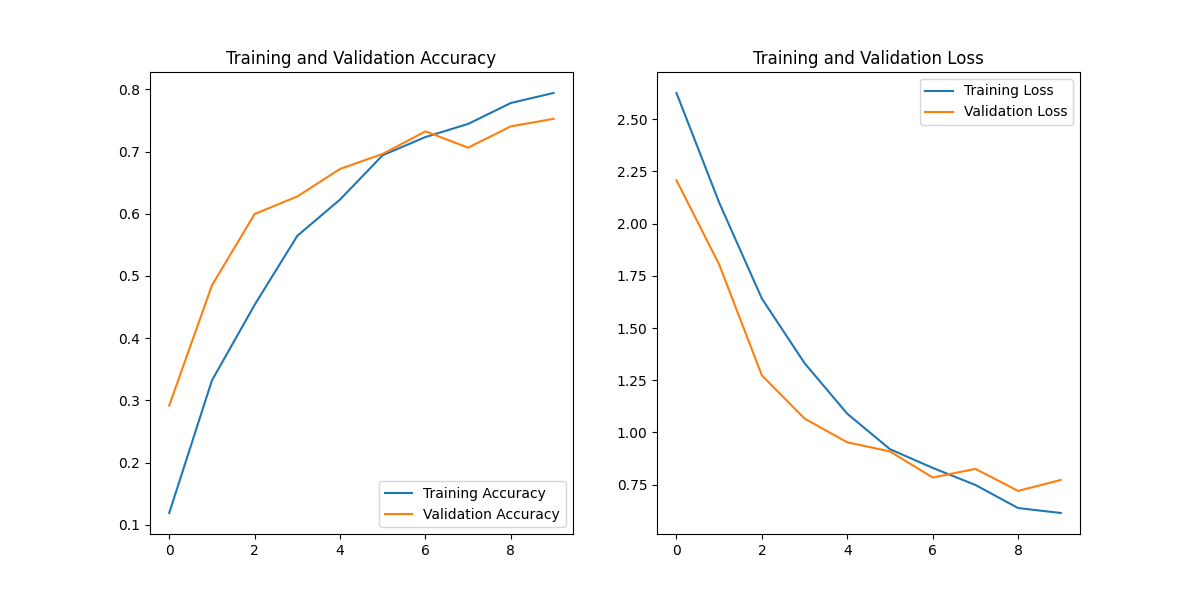 Training and Validation Accuracy
0.8
0.7
0.6
0.5
0.4
0.3
0.2
0.1
0 2 4 6 8
Training Accuracy
Validation Accuracy
Training and Validation Loss
2.50
2.25
2.00
1.75
1.50
1.25
1.00
0.75
0 2 4 6 8
Training Loss
Validation Loss